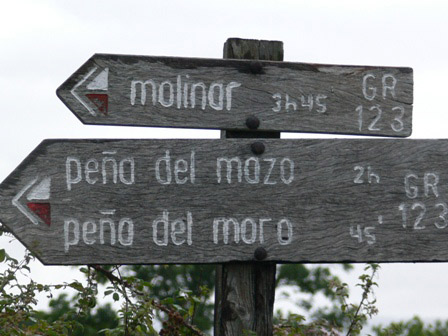 molinar 3h45 GR 123
peña del mazo 2h GR 123
peña del moro 45'